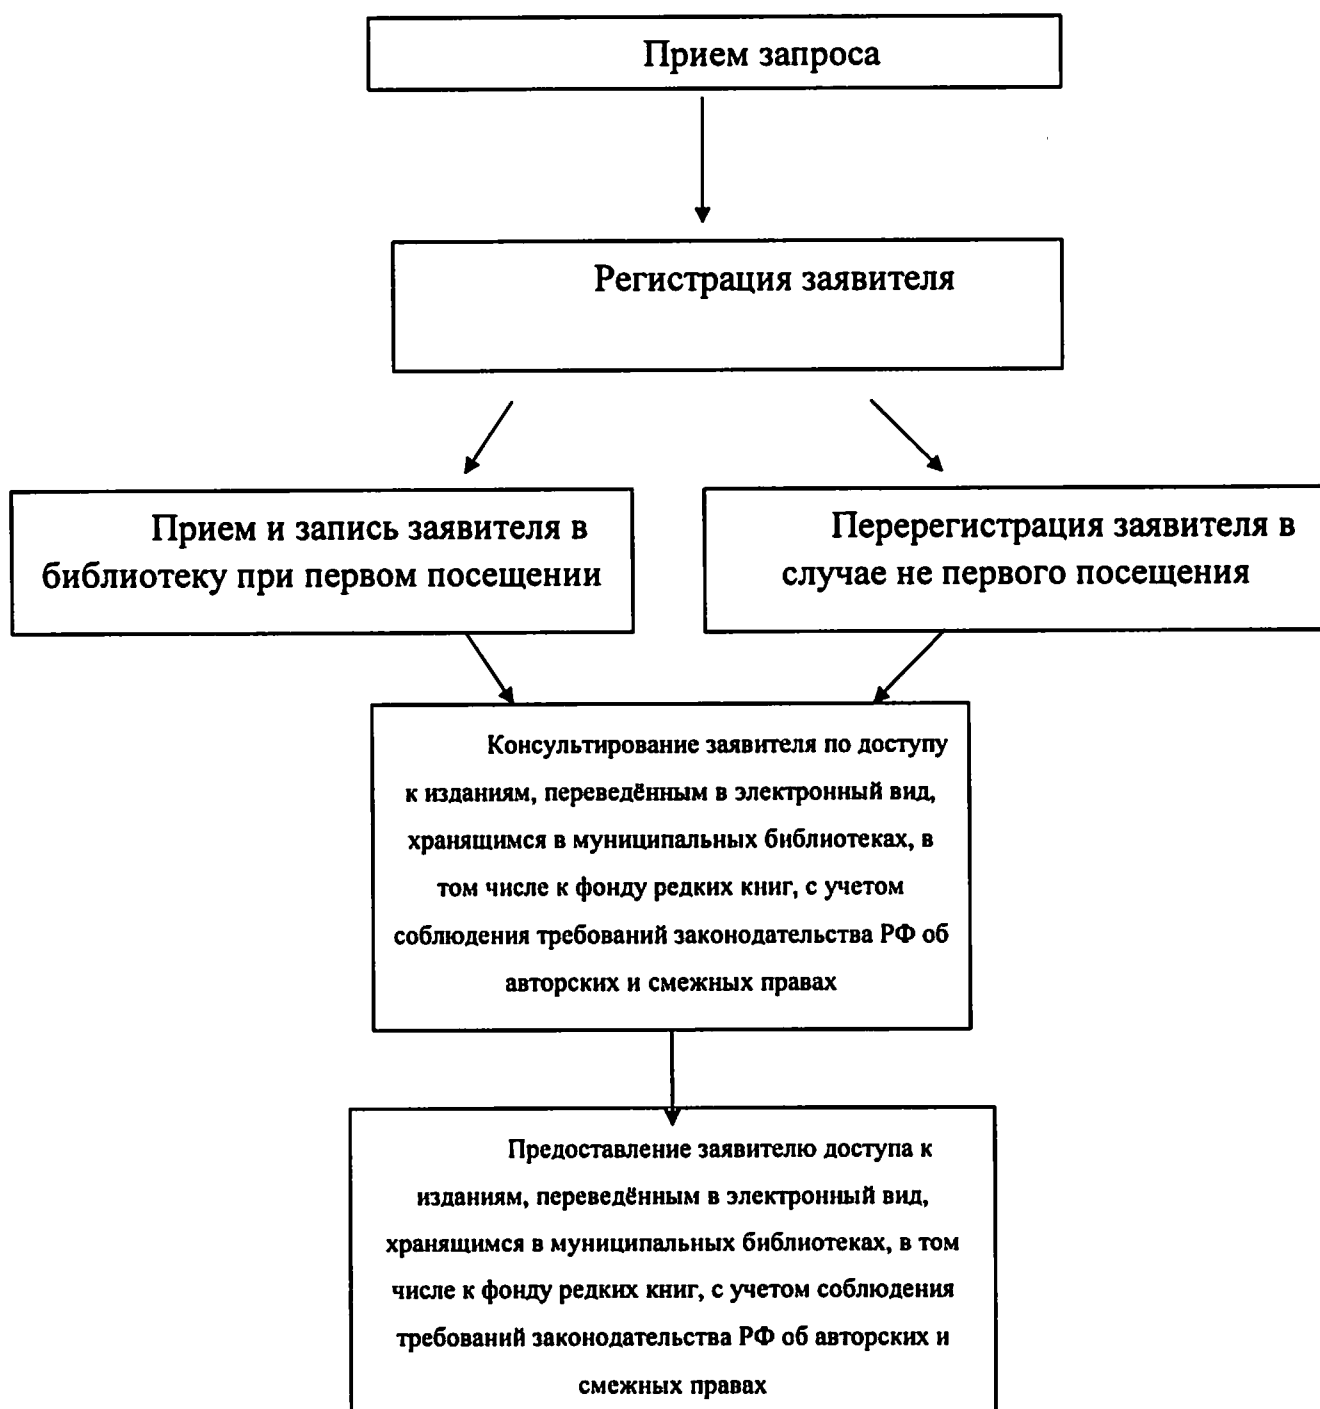 Прием запроса
Регистрация заявителя
Прием и запись заявителя в
библиотеку при первом посещении
Перерегистрация заявителя в
случае не первого посещения
Консультирование заявителя по доступу
к изданиям, переведённым в электронный вид,
хранящимся в муниципальных библиотеках, в
том числе к фонду редких книг, с учетом
соблюдения требований законодательства РФ об
авторских и смежных правах
Предоставление заявителю доступа к
изданиям, переведённым в электронный вид,
хранящимся в муниципальных библиотеках, в том
числе к фонду редких книг, с учетом соблюдения
требований законодательства РФ об авторских и
смежных правах